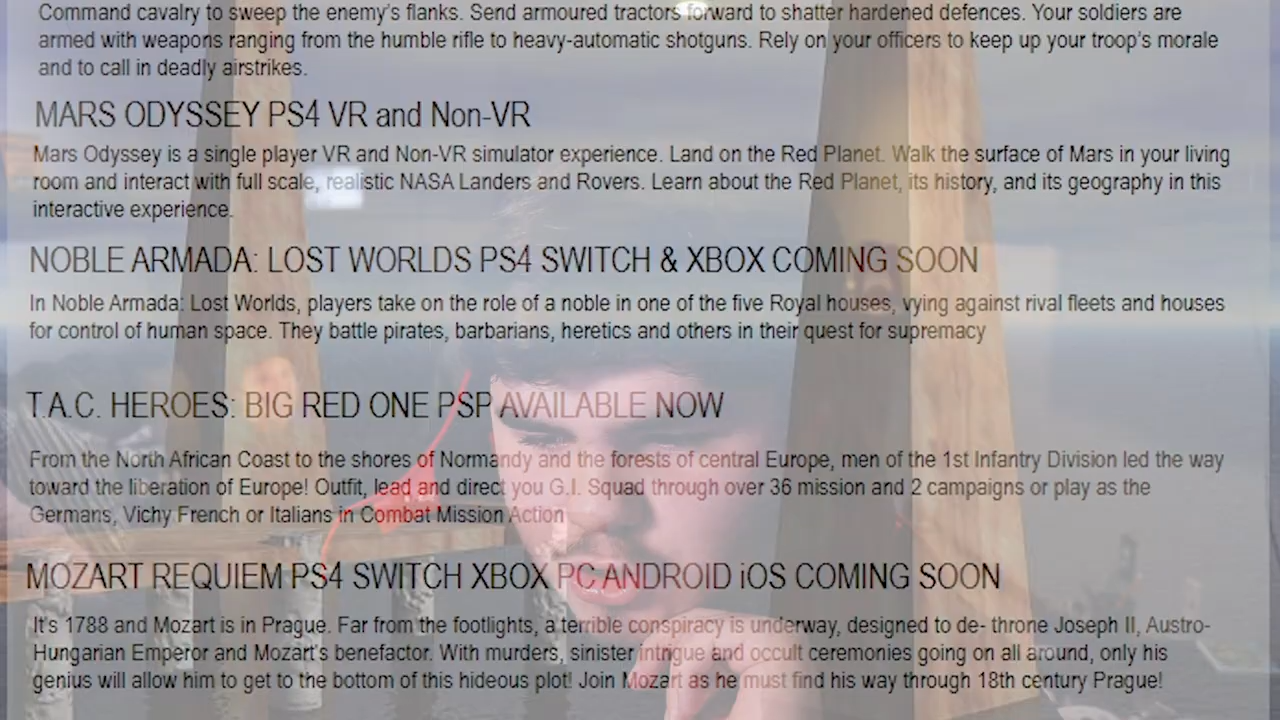 Command cavalry to sweep the enemy's flanks. Send armoured tractors forward to shatter hardened defences. Your soldiers are
armed with weapons ranging from the humble rifle to heavy-automatic shotguns. Rely on your officers to keep up your troop's morale
and to call in deadly airstrikes.
MARS ODYSSEY PS4 VR and Non-VR
Mars Odyssey is a single player VR and Non-VR simulator experience. Land on the Red Planet. Walk the surface of Mars in your living
room and interact with full scale, realistic NASA Landers and Rovers. Learn about the Red Planet, its history, and its geography in this
interactive experience.
NOBLE ARMADA: LOST WORLDS PS4 SWITCH & XBOX COMING SOON
In Noble Armada: Lost Worlds, players take on the role of a noble in one of the five Royal houses, vying against rival fleets and houses
for control of human space. They battle pirates, barbarians, heretics and others in their quest for supremacy
T.A.C. HEROES: BIG RED ONE PSP AVAILABLE NOW
From the North African Coast to the shores of Normandy and the forests of central Europe, men of the 1st Infantry Division led the way
toward the liberation of Europe! Outfit, lead and direct you G.I. Squad through over 36 mission and 2 campaigns or play as the
Germans, Vichy French or Italians in Combat Mission Action
MOZART REQUIEM PS4 SWITCH XBOX PC ANDROID iOS COMING SOON
It's 1788 and Mozart is in Prague. Far from the footlights, a terrible conspiracy is underway, designed to de- throne Joseph II, Austro-
Hungarian Emperor and Mozart's benefactor. With murders, sinister intrigue and occult ceremonies going on all around, only his
genius will allow him to get to the bottom of this hideous plot! Join Mozart as he must find his way through 18th century Prague!